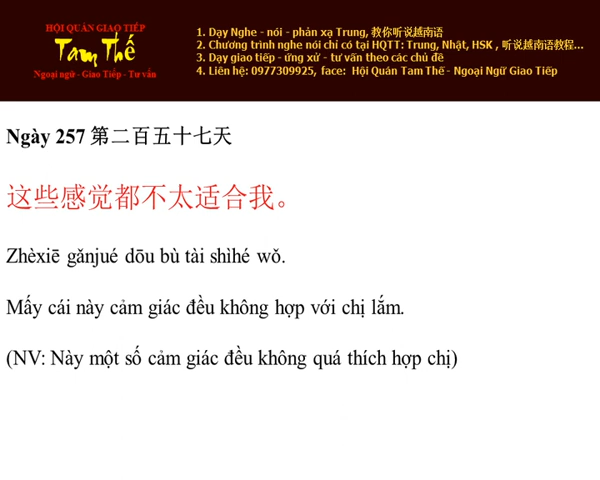 HỘI QUÁN GIAO TIẾP
Tam Thế
Ngoại ngữ - Giao Tiếp - Tư vấn
1. Dạy Nghe - nói - phản xạ Trung, 教你听说越南语
2. Chương trình nghe nói chỉ có tại HQTT: Trung, Nhật, HSK , 听说越南语教程...
3. Dạy giao tiếp - ứng xử - tư vấn theo các chủ đề
4. Liên hệ: 0977309925, face: Hội Quán Tam Thế - Ngoại Ngữ Giao Tiếp
Ngày 257 第二百五十七天
这些感觉都不太适合我。
Zhèxiē gǎnjué dōu bù tài shìhé wǒ.
Mấy cái này cảm giác đều không hợp với chị lắm.
(NV: Này một số cảm giác đều không quá thích hợp chị)